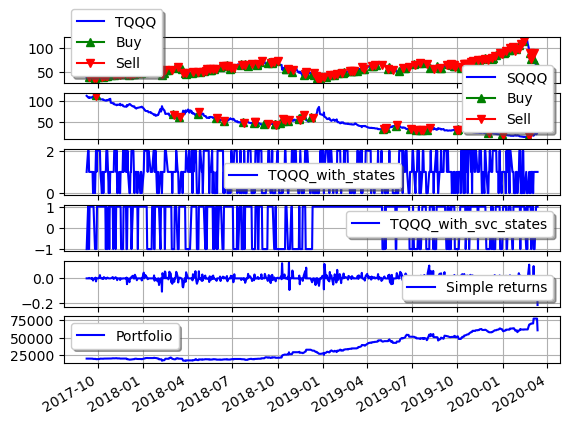 TQQQ
Buy
Sell
100
50
SQQQ
Buy
Sell
100
50
2
0
TQQQ_with_states
1
−1
TQQQ_with_svc_states
0.0
−0.2
Simple returns
75000
50000
25000
Portfolio
2017-10
2018-01
2018-04
2018-07
2018-10
2019-01
2019-04
2019-07
2019-10
2020-01
2020-04